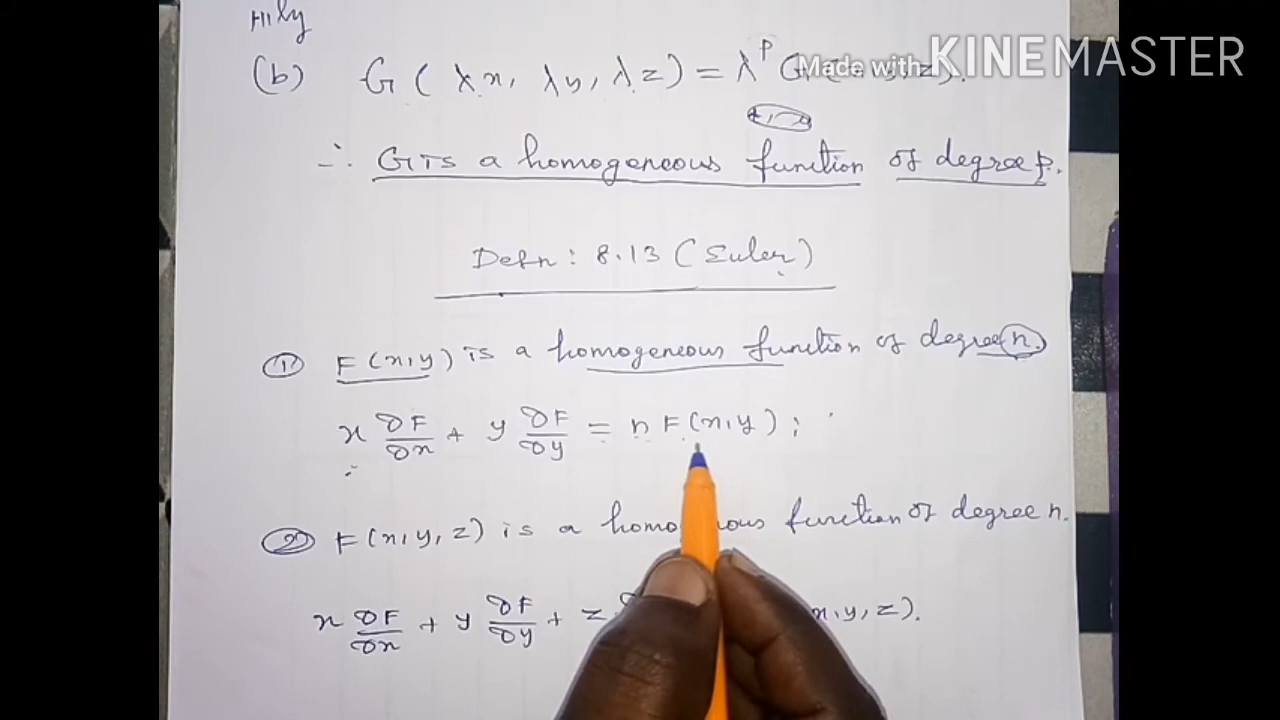 Hly
(b) G ( λx, λy, λz) = λᵖ G
Made with KINEMASTER
∴ G is a homogeneous function of degree p.
Defn: 8.13 (Euler)
① F(x,y) is a homogeneous function of degree n.
x ∂F/∂x + y ∂F/∂y = n F(x,y);
② F(x,y,z) is a function of degree n.
x ∂F/∂x + y ∂F/∂y + z x,y,z).